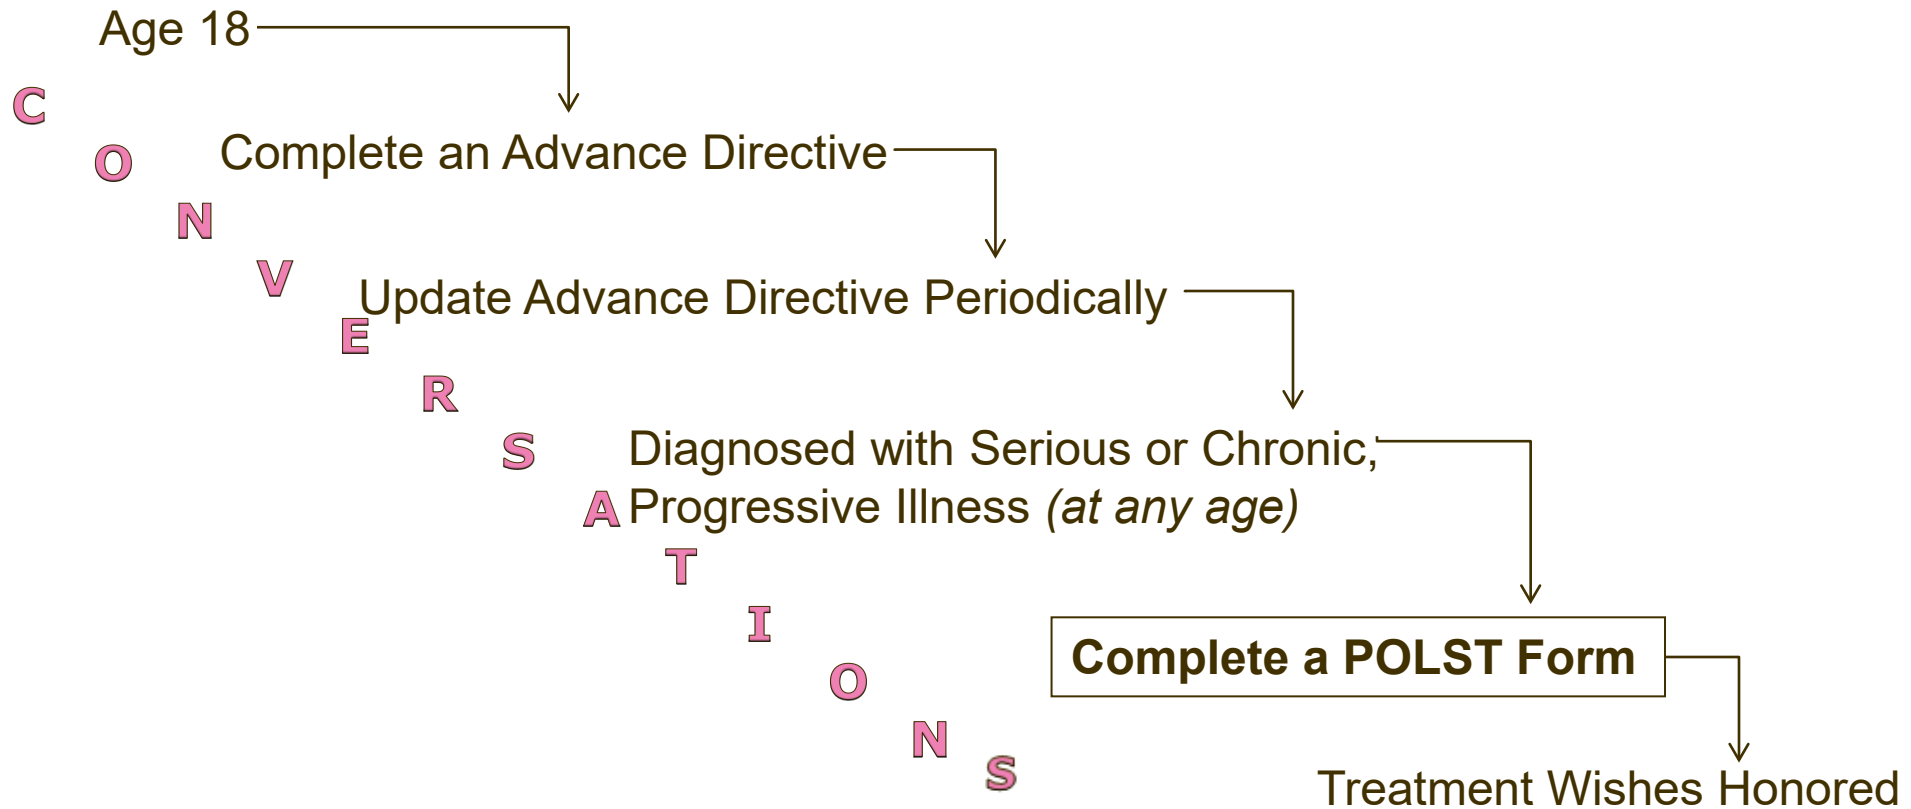 Age 18
Complete an Advance Directive
Update Advance Directive Periodically
Diagnosed with Serious or Chronic,
Progressive Illness (at any age)
Complete a POLST Form
Treatment Wishes Honored
CONVERSATIONS